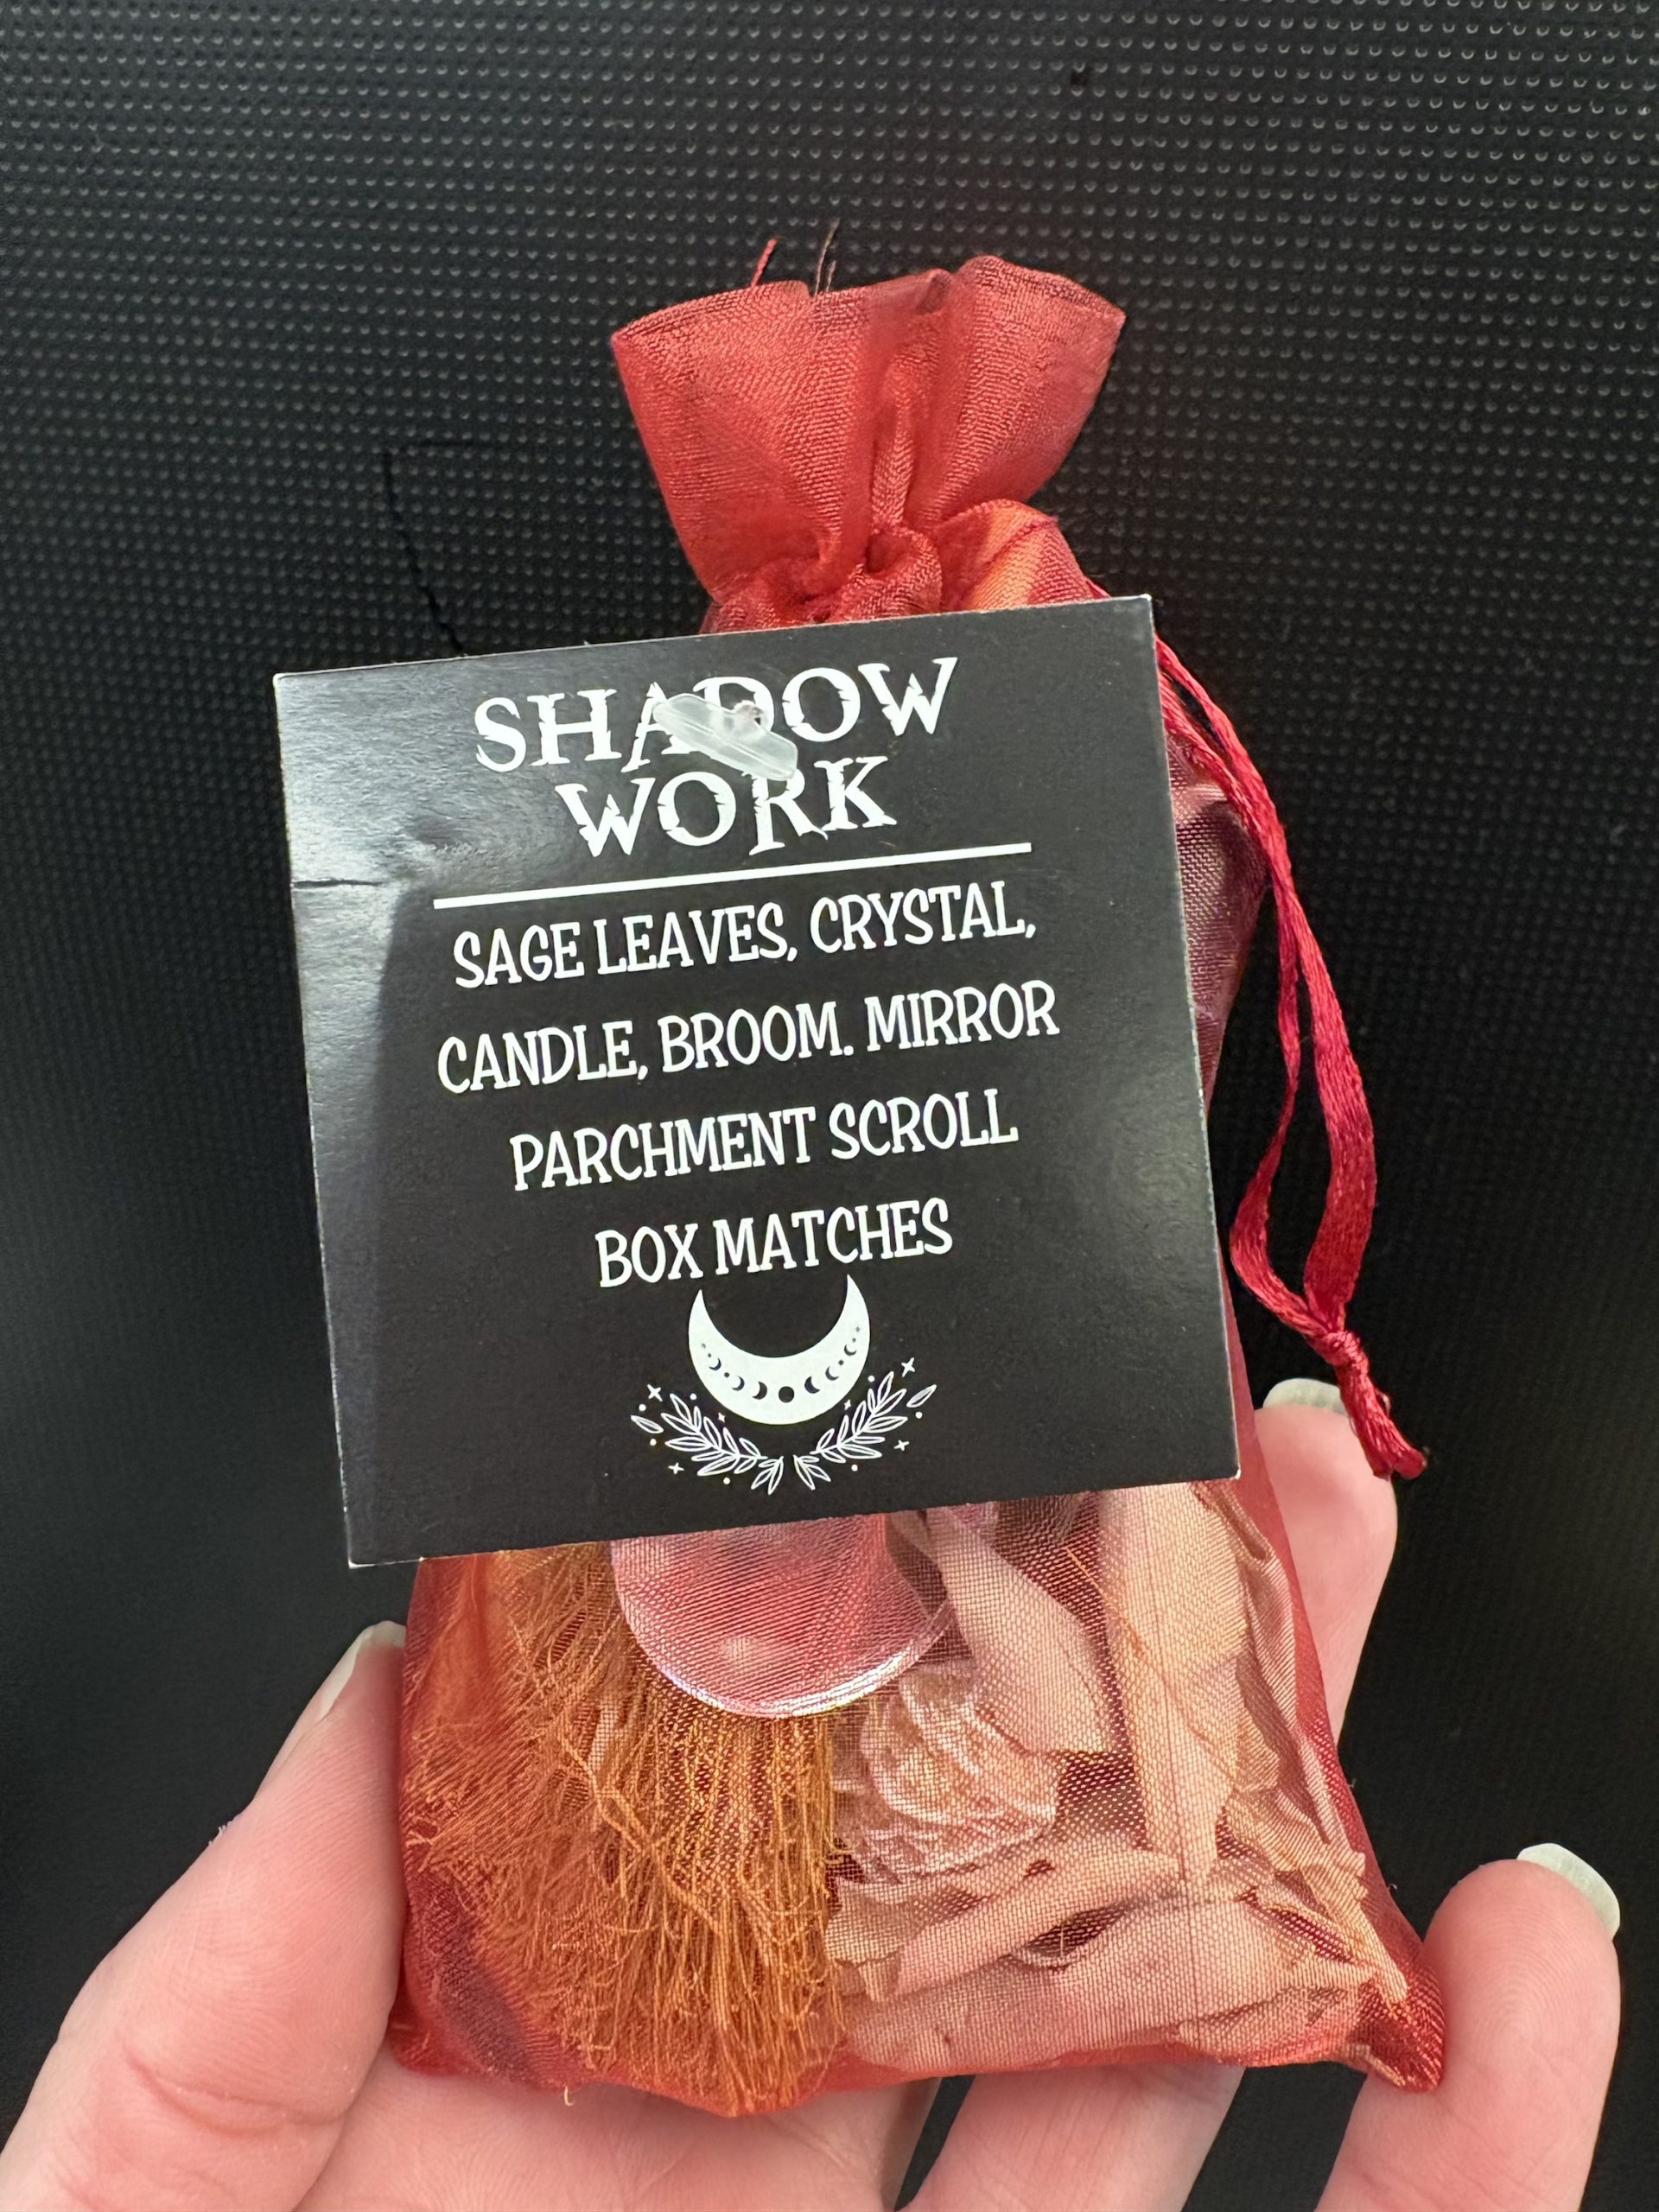 SHADOW
WORK
SAGE LEAVES, CRYSTAL,
CANDLE, BROOM. MIRROR
PARCHMENT SCROLL
BOX MATCHES